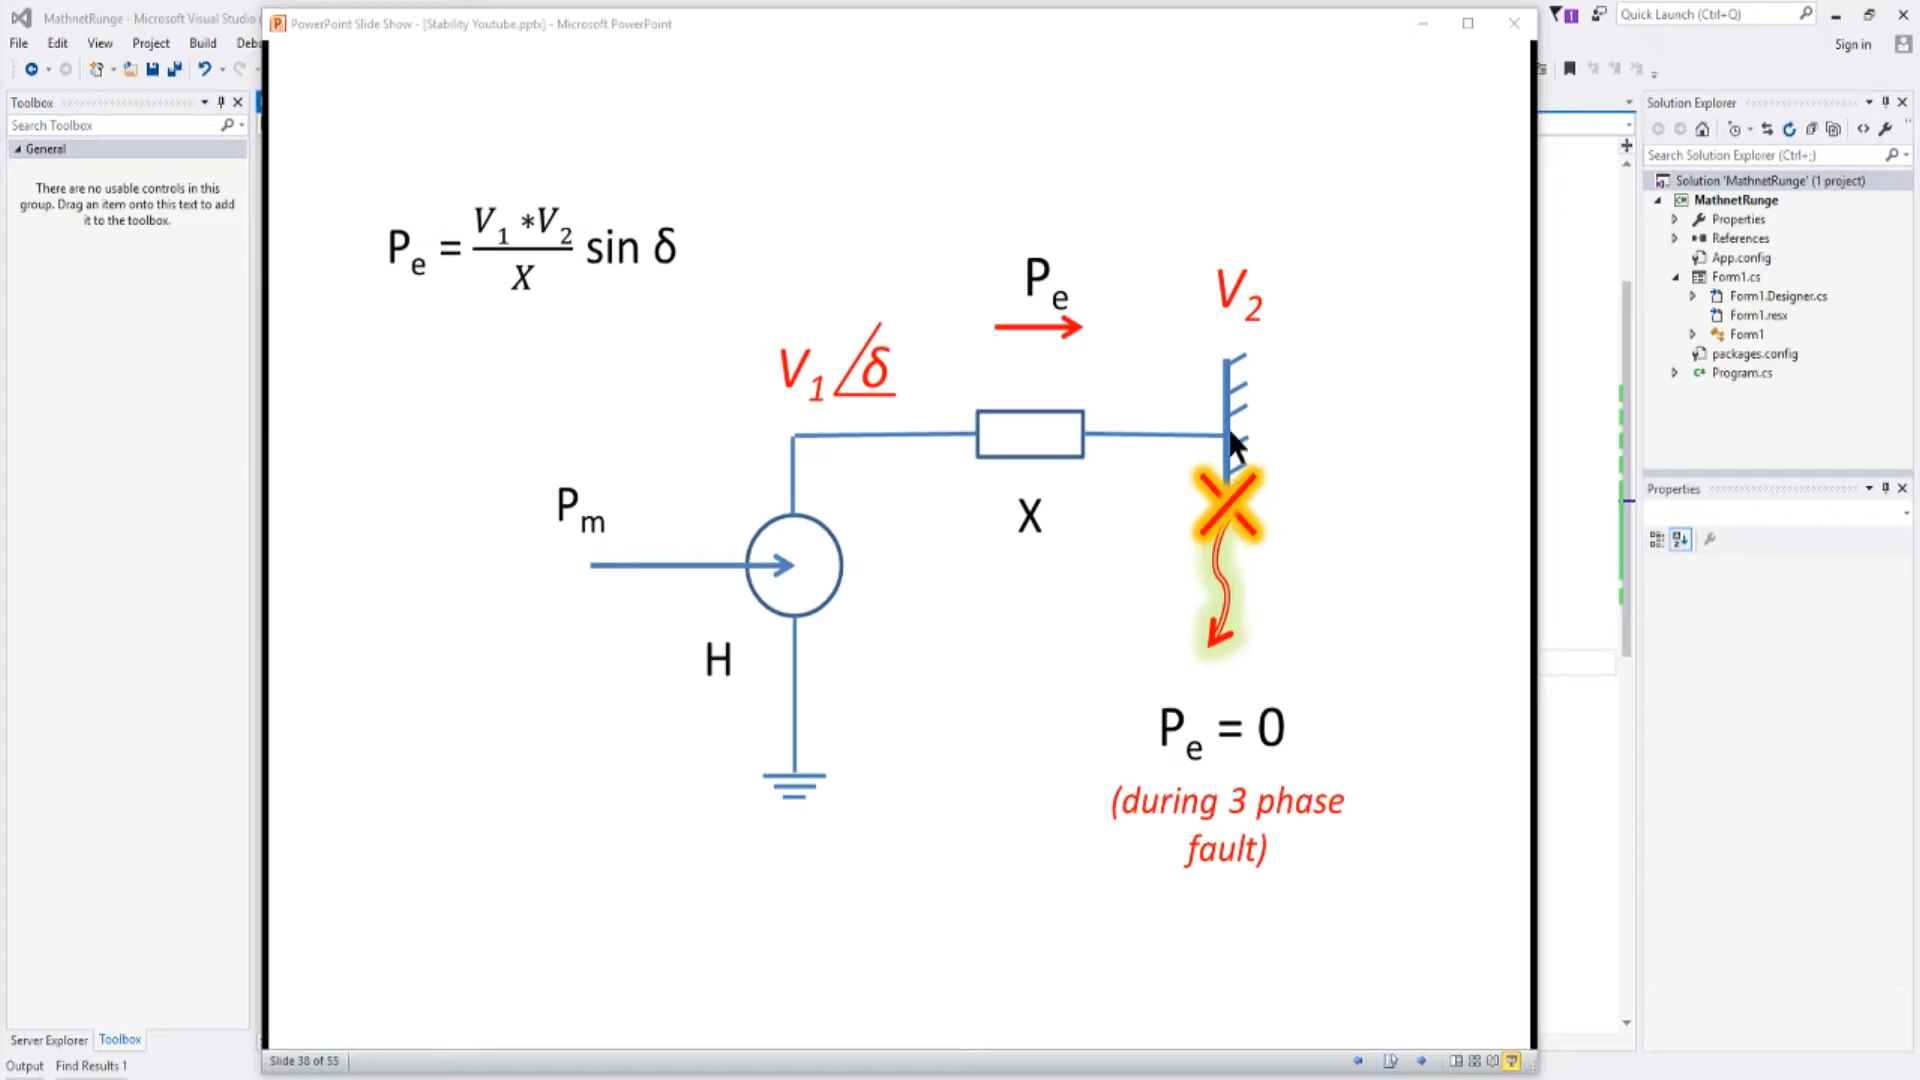 MathnetRunge - Microsoft Visual Studio
PowerPoint Slide Show - [Stability Youtube.pptx] - Microsoft PowerPoint
1
Quick Launch (Ctrl+Q)
File Edit View Project Build
Sign in
Toolbox
Search Toolbox
General
There are no usable controls in this
group. Drag an item onto this text to add
it to the toolbox.
Pe = V1 *V2 / X sin δ
Pe
V2
V1 δ
Pm
X
H
Pe = 0
(during 3 phase
fault)
Solution Explorer
Search Solution Explorer (Ctrl+;)
Solution 'MathnetRunge' (1 project)
MathnetRunge
Properties
References
App.config
Form1.cs
Form1.Designer.cs
Form1.resx
Form1
packages.config
Program.cs
Properties
Server Explorer Toolbox
Output Find Results 1
Slide 38 of 55